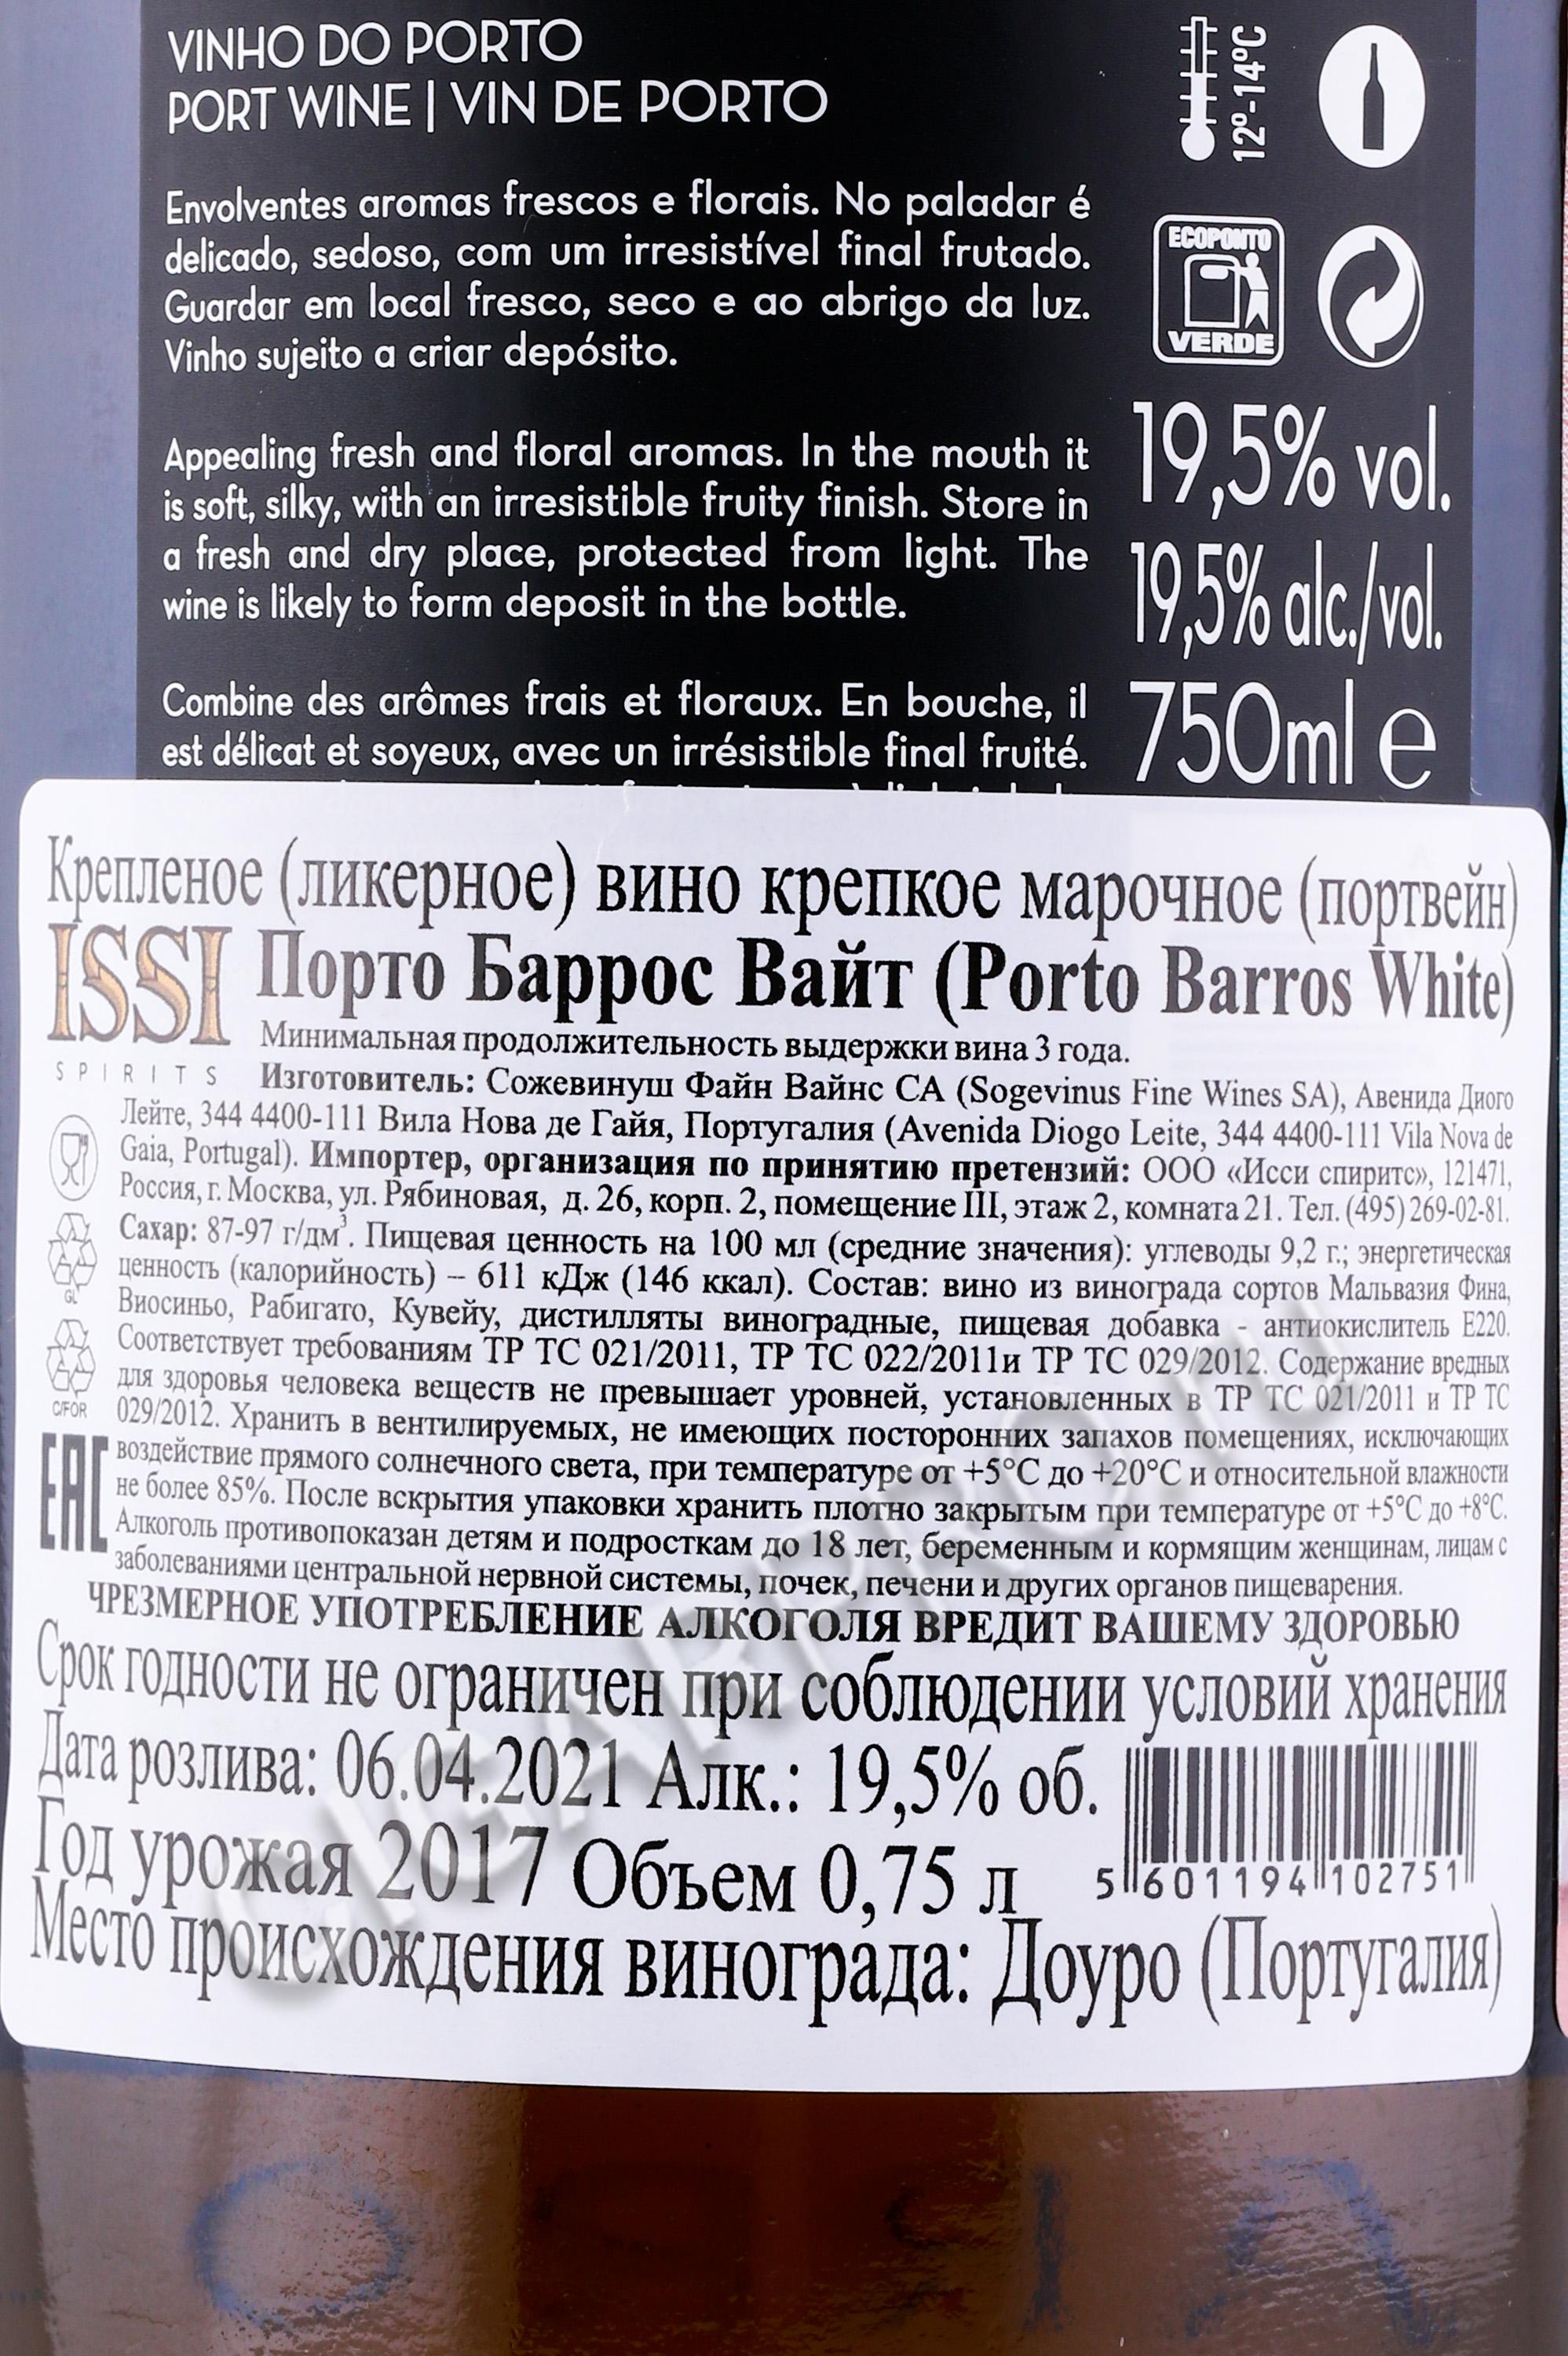 VINHO DO PORTO
PORT WINE | VIN DE PORTO
12º-14ºC
Envolventes aromas frescos e florais. No paladar é
delicado, sedoso, com um irresistível final frutado.
Guardar em local fresco, seco e ao abrigo da luz.
Vinho sujeito a criar depósito.
ECOPONTO
VERDE
Appealing fresh and floral aromas. In the mouth it
is soft, silky, with an irresistible fruity finish. Store in
a fresh and dry place, protected from light. The
wine is likely to form deposit in the bottle.
19,5% vol.
19,5% alc./vol.
750ml e
Combine des arômes frais et floraux. En bouche, il
est délicat et soyeux, avec un irrésistible final fruité.
Крепленое (ликерное) вино крепкое марочное (портвейн)
ISSI
SPIRITS
Порто Баррос Вайт (Porto Barros White)
Минимальная продолжительность выдержки вина 3 года.
Изготовитель: Сожевинуш Файн Вайнс СА (Sogevinus Fine Wines SA), Авенида Диого
Лейте, 344 4400-111 Вила Нова де Гайя, Португалия (Avenida Diogo Leite, 344 4400-111 Vila Nova de
Gaia, Portugal). Импортер, организация по принятию претензий: ООО «Исси спиритс», 121471,
Россия, г. Москва, ул. Рябиновая, д. 26, корп. 2, помещение III, этаж 2, комната 21. Тел. (495) 269-02-81.
Сахар: 87-97 г/дм³. Пищевая ценность на 100 мл (средние значения): углеводы 9,2 г.; энергетическая
ценность (калорийность) – 611 кДж (146 ккал). Состав: вино из винограда сортов Мальвазия Фина,
Виосиньо, Рабигато, Кувейу, дистилляты виноградные, пищевая добавка - антиокислитель Е220.
Соответствует требованиям ТР ТС 021/2011, ТР ТС 022/2011и ТР ТС 029/2012. Содержание вредных
для здоровья человека веществ не превышает уровней, установленных в ТР ТС 021/2011 и ТР ТС
029/2012. Хранить в вентилируемых, не имеющих посторонних запахов помещениях, исключающих
воздействие прямого солнечного света, при температуре от +5°C до +20°C и относительной влажности
не более 85%. После вскрытия упаковки хранить плотно закрытым при температуре от +5°C до +8°C.
Алкоголь противопоказан детям и подросткам до 18 лет, беременным и кормящим женщинам, лицам с
заболеваниями центральной нервной системы, почек, печени и других органов пищеварения.
GL
C/FOR
EAC
ЧРЕЗМЕРНОЕ УПОТРЕБЛЕНИЕ АЛКОГОЛЯ ВРЕДИТ ВАШЕМУ ЗДОРОВЬЮ
Срок годности не ограничен при соблюдении условий хранения
Дата розлива: 06.04.2021 Алк.: 19,5% об.
Год урожая 2017 Объем 0,75 л
5 601194 102751
Место происхождения винограда: Доуро (Португалия)
CIGARPRO.ru